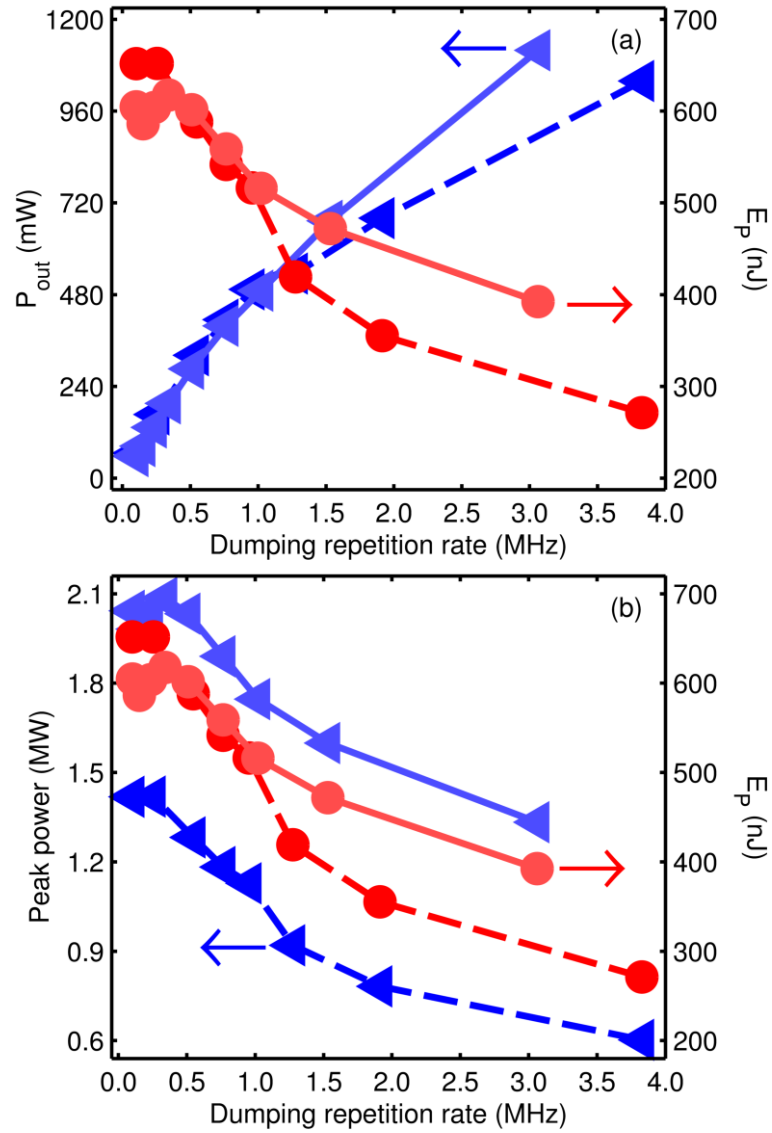 (a)
1200
960
720
480
240
0
P_out (mW)
700
600
500
400
300
200
E_P (nJ)
0.0 0.5 1.0 1.5 2.0 2.5 3.0 3.5 4.0
Dumping repetition rate (MHz)
(b)
2.1
1.8
1.5
1.2
0.9
0.6
Peak power (MW)
700
600
500
400
300
200
E_P (nJ)
0.0 0.5 1.0 1.5 2.0 2.5 3.0 3.5 4.0
Dumping repetition rate (MHz)